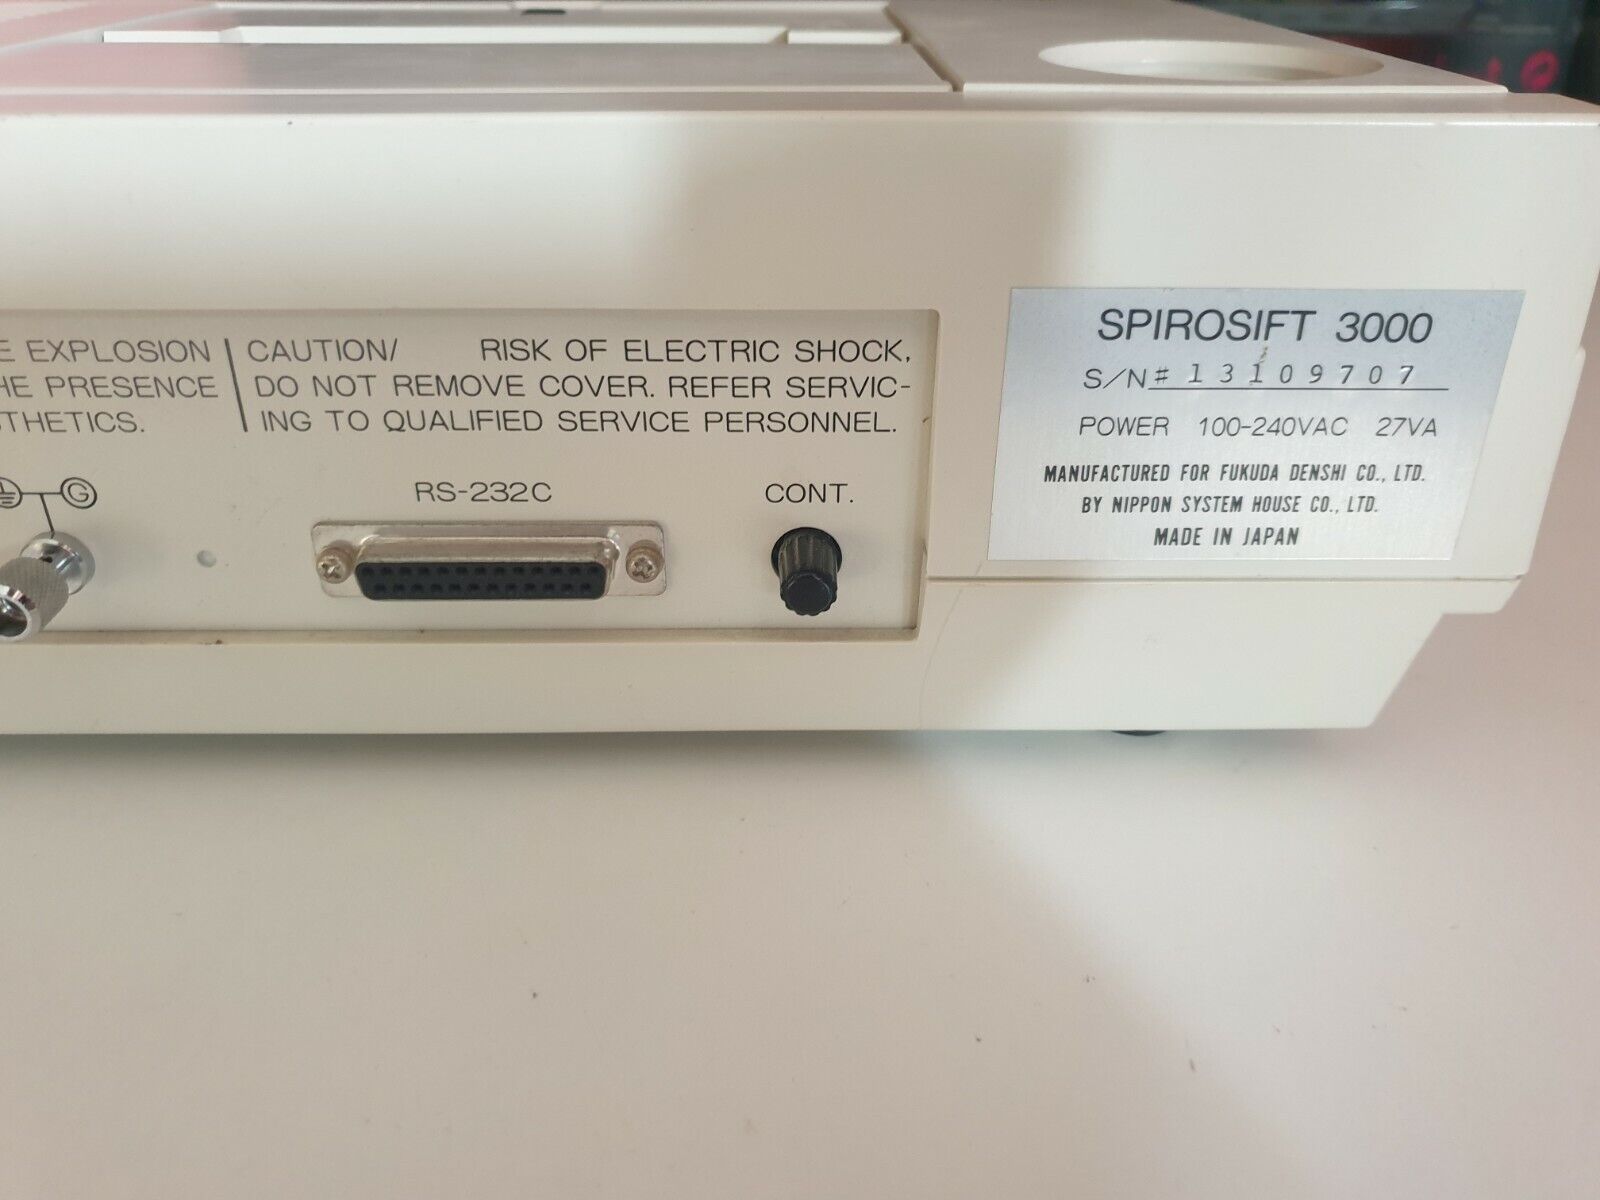 E EXPLOSION
HE PRESENCE
STHETICS.
CAUTION/ RISK OF ELECTRIC SHOCK,
DO NOT REMOVE COVER. REFER SERVIC-
ING TO QUALIFIED SERVICE PERSONNEL.
G
RS-232C
CONT.
SPIROSIFT 3000
S/N# 13109707
POWER 100-240VAC 27VA
MANUFACTURED FOR FUKUDA DENSHI CO., LTD.
BY NIPPON SYSTEM HOUSE CO., LTD.
MADE IN JAPAN